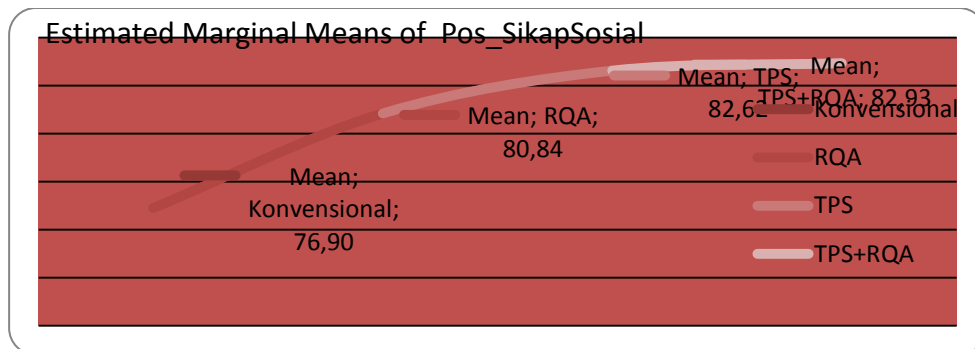 Estimated Marginal Means of Pos_SikapSosial
Mean;
Konvensional;
76,90
Mean; RQA;
80,84
Mean; TPS;
82,62
Mean;
TPS+RQA; 82,93
Konvensional
RQA
TPS
TPS+RQA